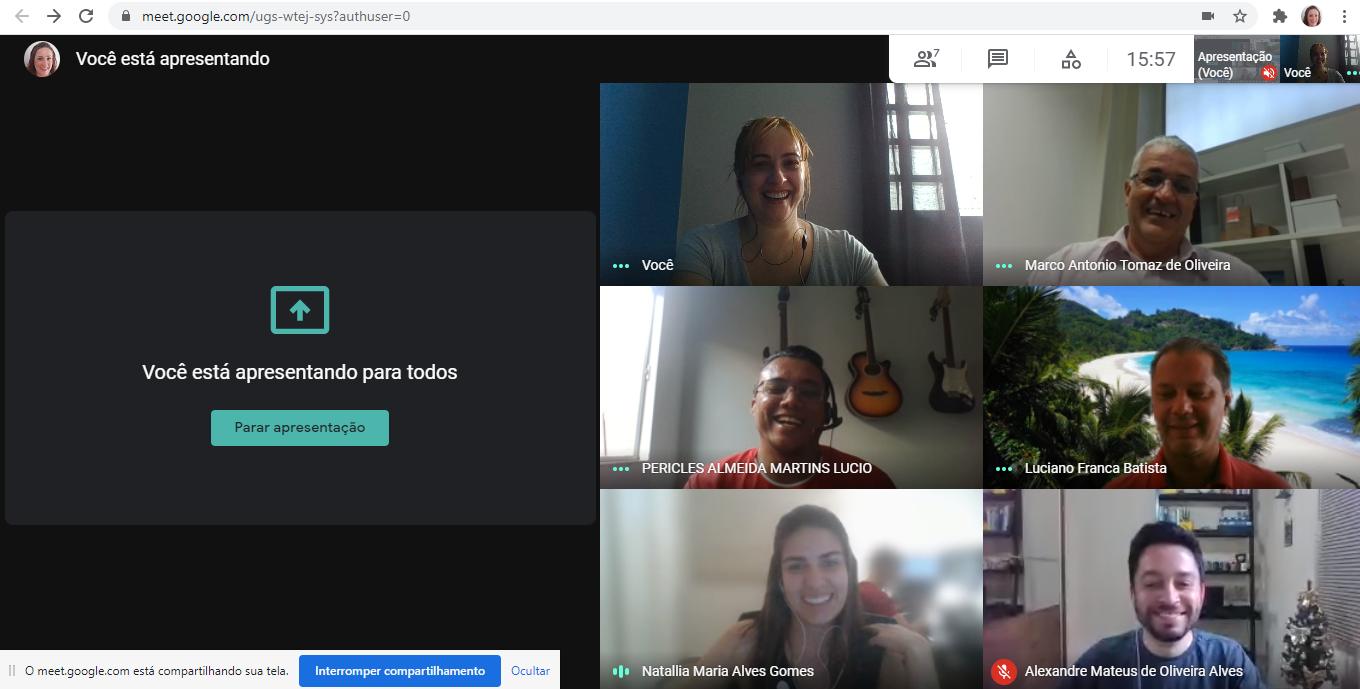 meet.google.com/ugs-wtej-sys?authuser=0
Você está apresentando
7
15:57
Apresentação
(Você)
Você
Você
Marco Antonio Tomaz de Oliveira
Você está apresentando para todos
Parar apresentação
PERICLES ALMEIDA MARTINS LUCIO
Luciano Franca Batista
Natallia Maria Alves Gomes
Alexandre Mateus de Oliveira Alves
O meet.google.com está compartilhando sua tela.
Interromper compartilhamento
Ocultar